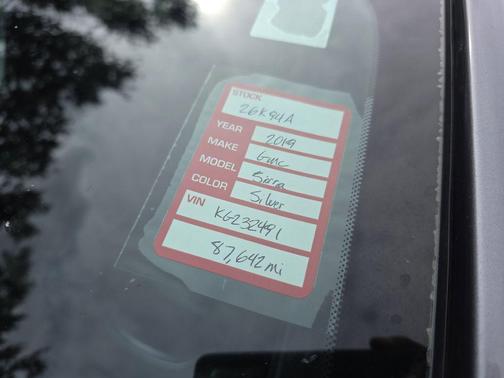 STOCK
26K94A
YEAR 2019
MAKE GMC
MODEL Sierra
COLOR Silver
VIN KG232491
87,642 mi